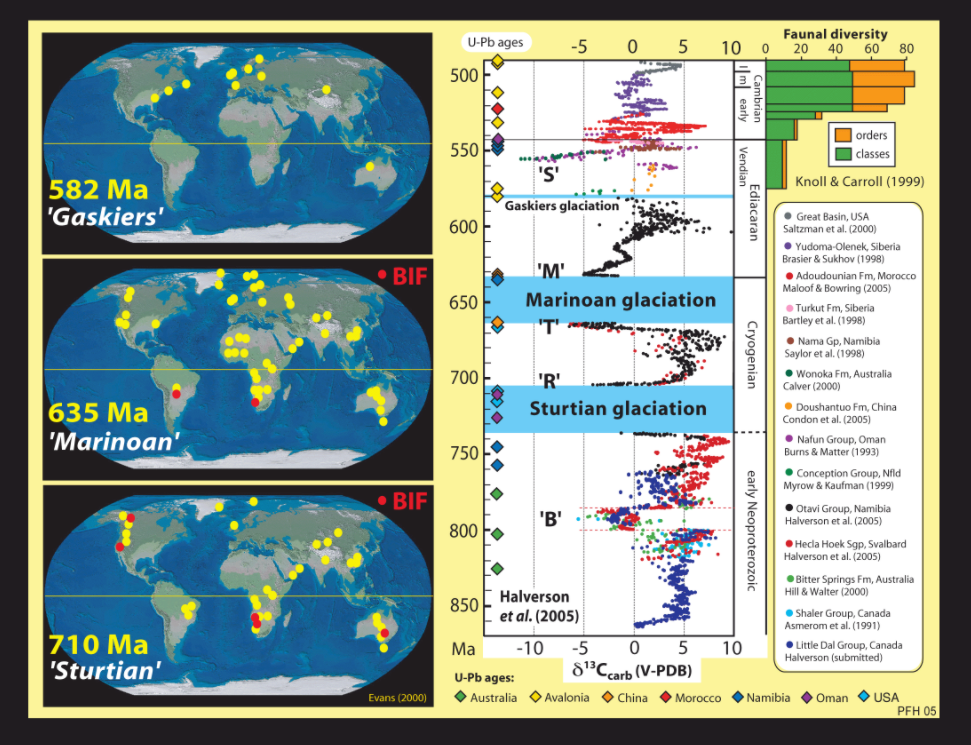 582 Ma
'Gaskiers'
BIF
635 Ma
'Marinoan'
BIF
710 Ma
'Sturtian'
Evans (2000)
U-Pb ages
-5 0 5 10
500
550
600
650
700
750
800
850
Ma
-10 -5 0 5 10
δ13Ccarb (V-PDB)
'S'
Gaskiers glaciation
'M'
Marinoan glaciation
'T'
'R'
Sturtian glaciation
'B'
Halverson
et al. (2005)
II
m
early
Cambrian
Vendian
Ediacaran
Cryogenian
early Neoproterozoic
Faunal diversity
0 20 40 60 80
orders
classes
Knoll & Carroll (1999)
Great Basin, USA
Saltzman et al. (2000)
Yudoma-Olenek, Siberia
Brasier & Sukhov (1998)
Adoudounian Fm, Morocco
Maloof & Bowring (2005)
Turkut Fm, Siberia
Bartley et al. (1998)
Nama Gp, Namibia
Saylor et al. (1998)
Wonoka Fm, Australia
Calver (2000)
Doushantuo Fm, China
Condon et al. (2005)
Nafun Group, Oman
Burns & Matter (1993)
Conception Group, Nfld
Myrow & Kaufman (1999)
Otavi Group, Namibia
Halverson et al. (2005)
Hecla Hoek Sgp, Svalbard
Halverson et al. (2005)
Bitter Springs Fm, Australia
Hill & Walter (2000)
Shaler Group, Canada
Asmerom et al. (1991)
Little Dal Group, Canada
Halverson (submitted)
U-Pb ages:
Australia Avalonia China Morocco Namibia Oman USA
PFH 05